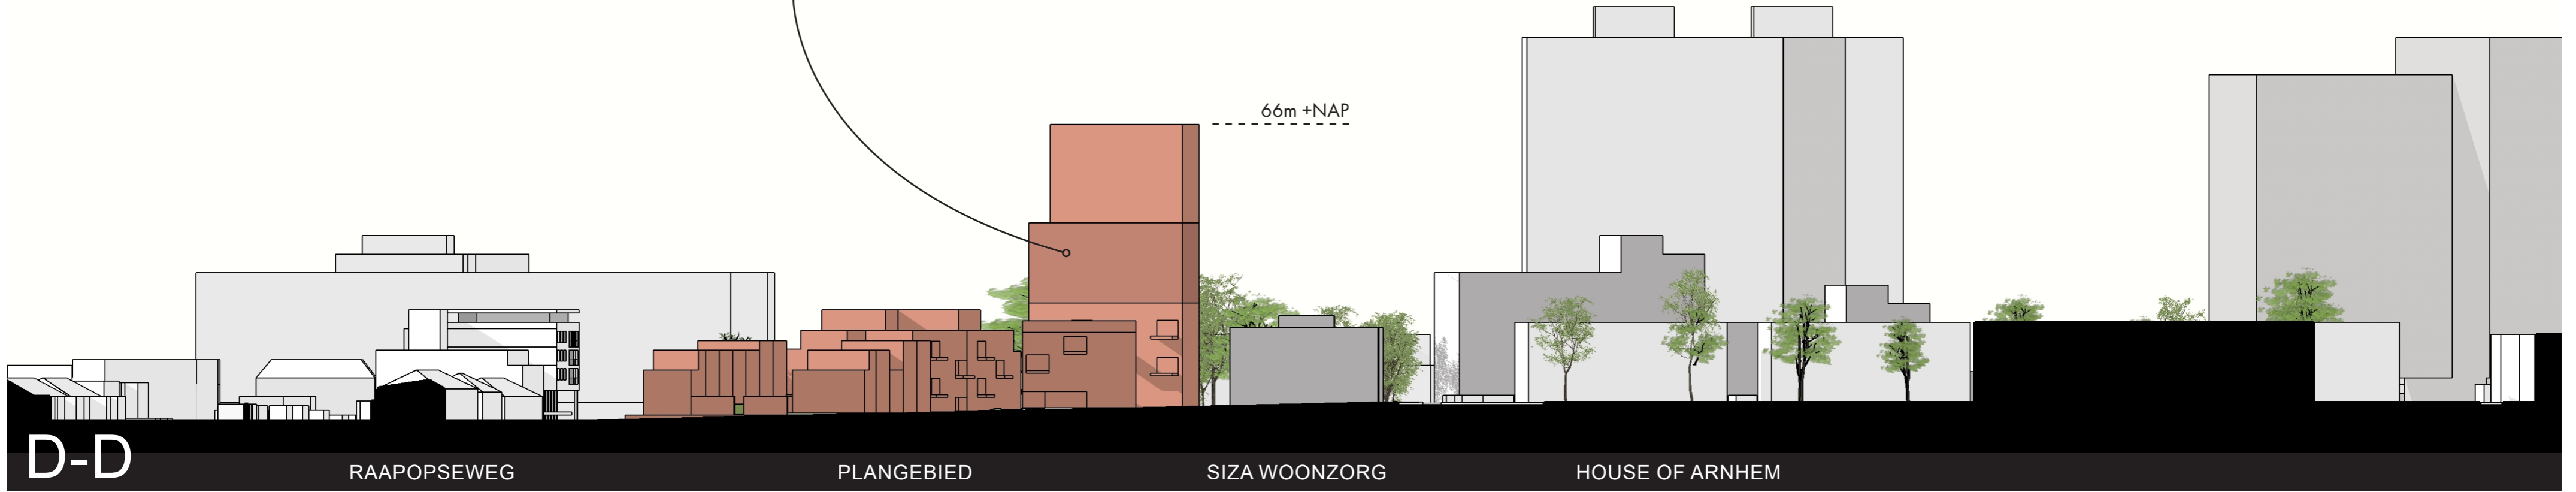 66m +NAP
D-D
RAAPOPSEWEG
PLANGEBIED
SIZA WOONZORG
HOUSE OF ARNHEM